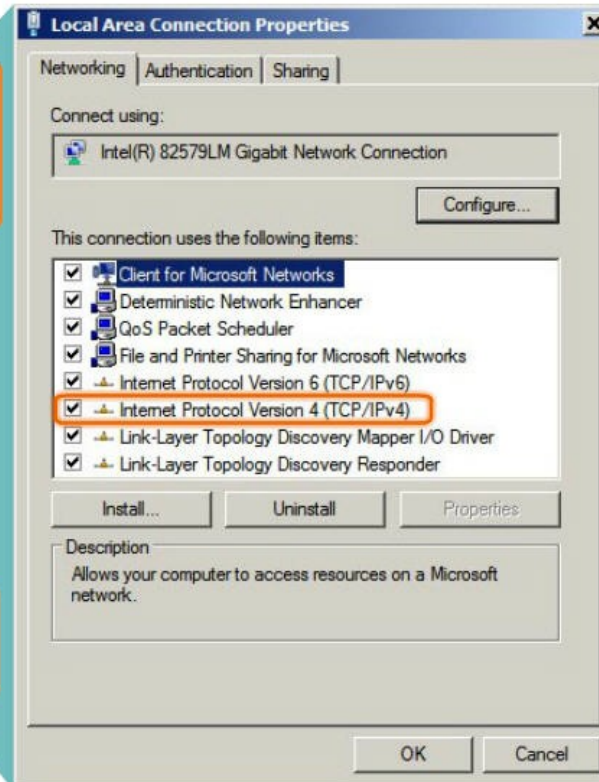 Local Area Connection Properties
Networking
Authentication
Sharing
Connect using:
Intel(R) 82579LM Gigabit Network Connection
Configure...
This connection uses the following items:
Client for Microsoft Networks
Deterministic Network Enhancer
QoS Packet Scheduler
File and Printer Sharing for Microsoft Networks
Internet Protocol Version 6 (TCP/IPv6)
Internet Protocol Version 4 (TCP/IPv4)
Link-Layer Topology Discovery Mapper I/O Driver
Link-Layer Topology Discovery Responder
Install...
Uninstall
Properties
Description
Allows your computer to access resources on a Microsoft
network.
OK
Cancel